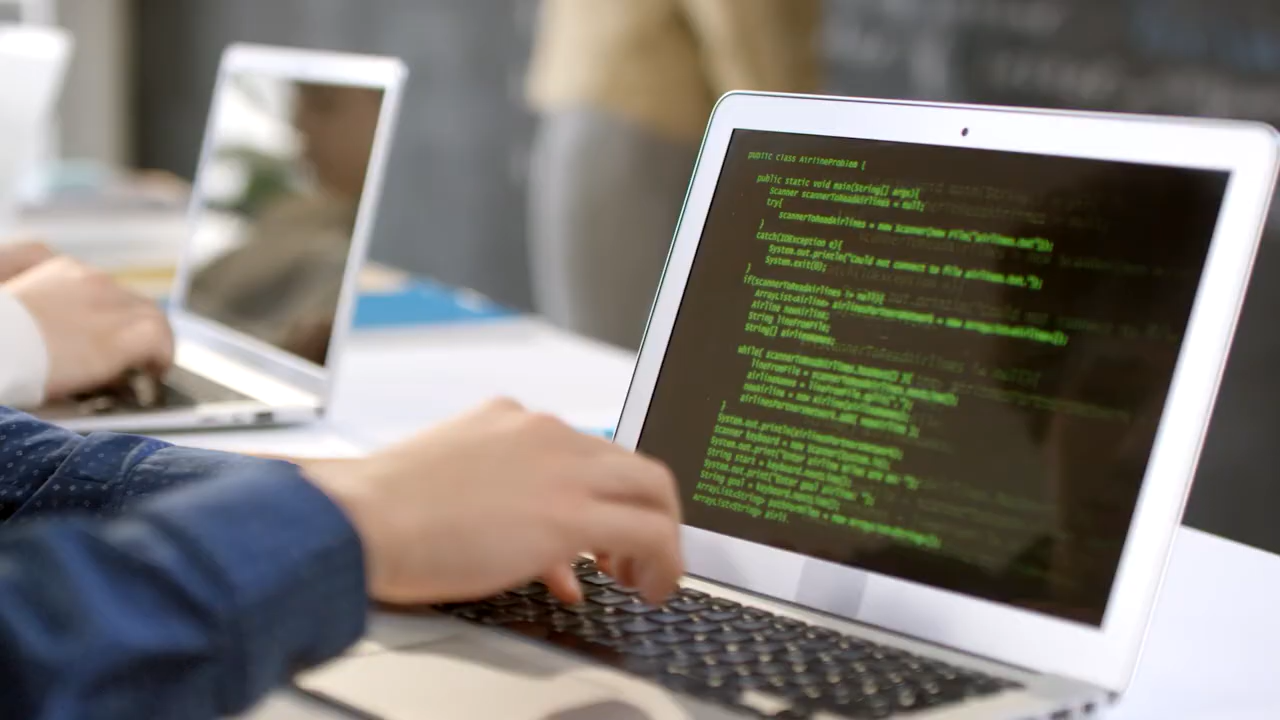 public class AirlineProblem {
public static void main(String[] args){
Scanner scannerToReadAirlines = null;
try{
scannerToReadAirlines = new Scanner(new File("airlines.txt"));
}
catch(IOException e){
System.out.println("Could not connect to file airlines.txt.");
System.exit(0);
}
if(scannerToReadAirlines != null){
ArrayList<Airline> airlinesPartnersNetwork = new ArrayList<Airline>();
Airline newAirline;
String lineFromFile;
String[] airlineNames;
while( scannerToReadAirlines.hasNext() ){
lineFromFile = scannerToReadAirlines.nextLine();
airlineNames = lineFromFile.split(",");
newAirline = new Airline(airlineNames);
airlinesPartnersNetwork.add( newAirline );
}
System.out.println(airlinesPartnersNetwork);
Scanner keyboard = new Scanner(System.in);
System.out.print("Enter airline miles are on: ");
String start = keyboard.nextLine();
System.out.print("Enter goal airline: ");
String goal = keyboard.nextLine();
ArrayList<String> pathForMiles = new ArrayList<String>();
ArrayList<String> airli